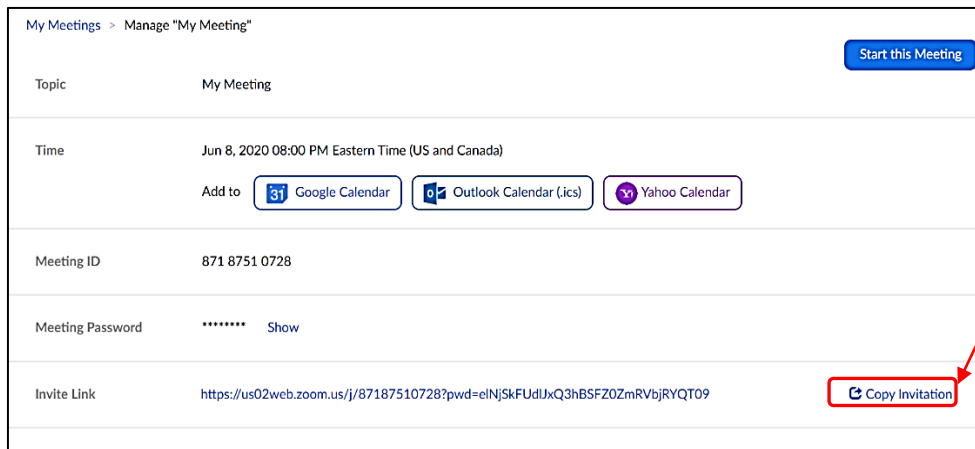 My Meetings > Manage "My Meeting"
Start this Meeting
Topic My Meeting
Time Jun 8, 2020 08:00 PM Eastern Time (US and Canada)
Add to 31 Google Calendar Outlook Calendar (.ics) Yahoo Calendar
Meeting ID 871 8751 0728
Meeting Password ******** Show
Invite Link https://us02web.zoom.us/j/87187510728?pwd=elNjSkFUdlJxQ3hBSFZ0ZmRVbjRYQT09 Copy Invitation